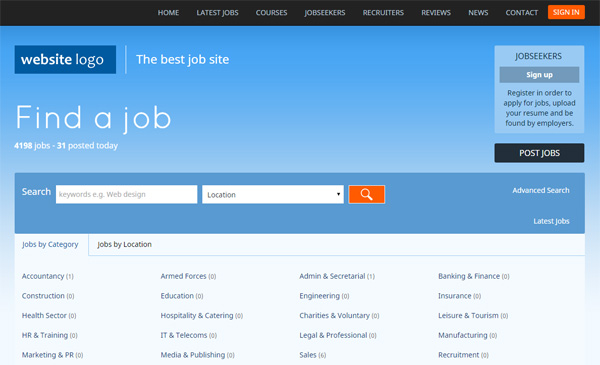 HOME LATEST JOBS COURSES JOBSEEKERS RECRUITERS REVIEWS NEWS CONTACT SIGN IN
website logo The best job site
JOBSEEKERS
Sign up
Register in order to
apply for jobs, upload
your resume and be
found by employers.
POST JOBS
Find a job
4198 jobs - 31 posted today
Search keywords e.g. Web design Location Advanced Search
Latest Jobs
Jobs by Category Jobs by Location
Accountancy (1) Armed Forces (0) Admin & Secretarial (1) Banking & Finance (0)
Construction (0) Education (0) Engineering (0) Insurance (0)
Health Sector (0) Hospitality & Catering (0) Charities & Voluntary (0) Leisure & Tourism (0)
HR & Training (0) IT & Telecoms (0) Legal & Professional (0) Manufacturing (0)
Marketing & PR (0) Media & Publishing (0) Sales (6) Recruitment (0)